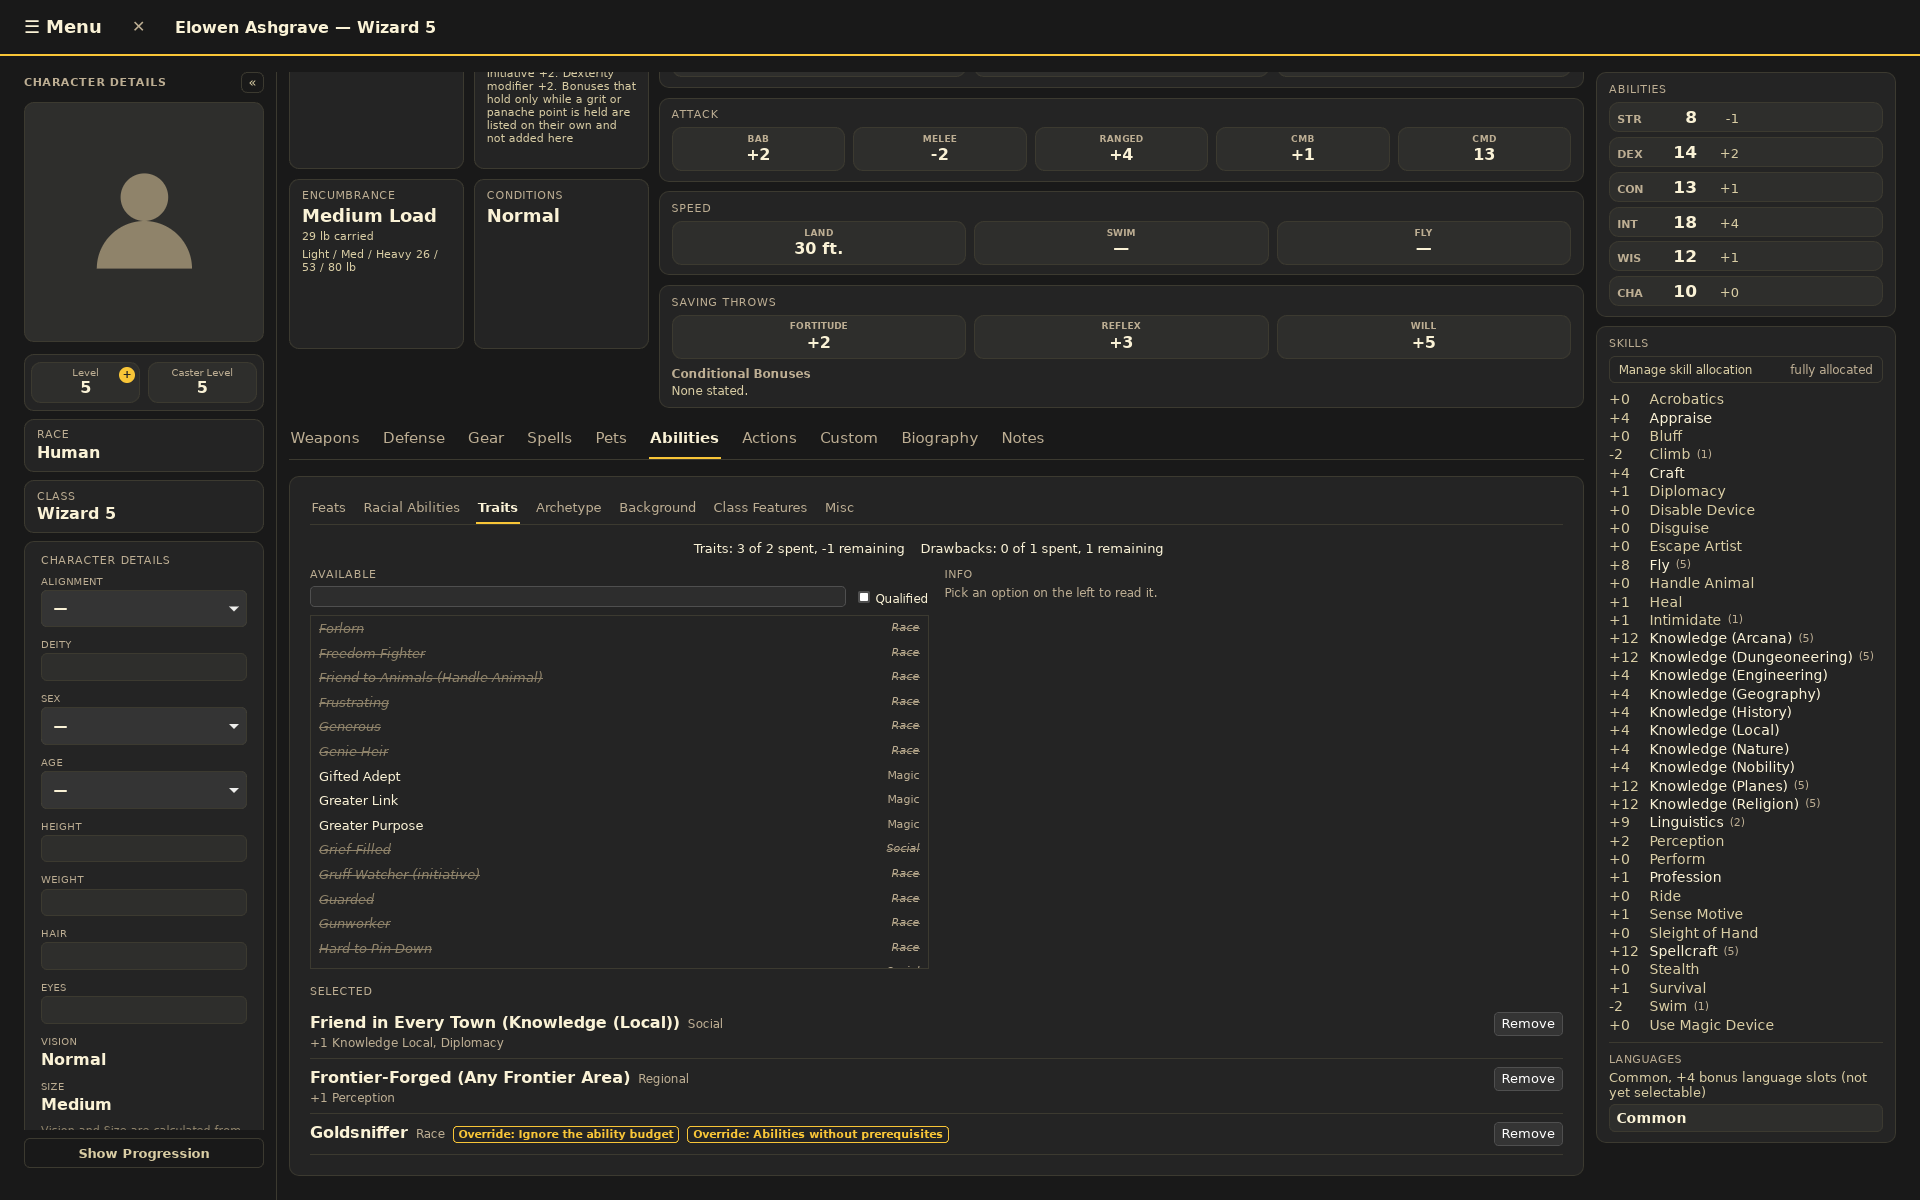 ☰ Menu
✕
Elowen Ashgrave — Wizard 5
CHARACTER DETAILS
«
Level
5
+
Caster Level
5
RACE
Human
CLASS
Wizard 5
CHARACTER DETAILS
ALIGNMENT
—
DEITY
SEX
—
AGE
—
HEIGHT
WEIGHT
HAIR
EYES
VISION
Normal
SIZE
Medium
Vision and Size are calculated from
Show Progression
initiative +2. Dexterity
modifier +2. Bonuses that
hold only while a grit or
panache point is held are
listed on their own and
not added here
ENCUMBRANCE
Medium Load
29 lb carried
Light / Med / Heavy 26 /
53 / 80 lb
CONDITIONS
Normal
ATTACK
BAB
+2
MELEE
-2
RANGED
+4
CMB
+1
CMD
13
SPEED
LAND
30 ft.
SWIM
—
FLY
—
SAVING THROWS
FORTITUDE
+2
REFLEX
+3
WILL
+5
Conditional Bonuses
None stated.
Weapons Defense Gear Spells Pets Abilities Actions Custom Biography Notes
Feats Racial Abilities Traits Archetype Background Class Features Misc
Traits: 3 of 2 spent, -1 remaining Drawbacks: 0 of 1 spent, 1 remaining
AVAILABLE
Qualified
Forlorn Race
Freedom Fighter Race
Friend to Animals (Handle Animal) Race
Frustrating Race
Generous Race
Genie Heir Race
Gifted Adept Magic
Greater Link Magic
Greater Purpose Magic
Grief-Filled Social
Gruff Watcher (initiative) Race
Guarded Race
Gunworker Race
Hard to Pin Down Race
INFO
Pick an option on the left to read it.
SELECTED
Friend in Every Town (Knowledge (Local)) Social
Remove
+1 Knowledge Local, Diplomacy
Frontier-Forged (Any Frontier Area) Regional
Remove
+1 Perception
Goldsniffer Race Override: Ignore the ability budget Override: Abilities without prerequisites
Remove
ABILITIES
STR 8 -1
DEX 14 +2
CON 13 +1
INT 18 +4
WIS 12 +1
CHA 10 +0
SKILLS
Manage skill allocation fully allocated
+0 Acrobatics
+4 Appraise
+0 Bluff
-2 Climb (1)
+4 Craft
+1 Diplomacy
+0 Disable Device
+0 Disguise
+0 Escape Artist
+8 Fly (5)
+0 Handle Animal
+1 Heal
+1 Intimidate (1)
+12 Knowledge (Arcana) (5)
+12 Knowledge (Dungeoneering) (5)
+4 Knowledge (Engineering)
+4 Knowledge (Geography)
+4 Knowledge (History)
+4 Knowledge (Local)
+4 Knowledge (Nature)
+4 Knowledge (Nobility)
+12 Knowledge (Planes) (5)
+12 Knowledge (Religion) (5)
+9 Linguistics (2)
+2 Perception
+0 Perform
+1 Profession
+0 Ride
+1 Sense Motive
+0 Sleight of Hand
+12 Spellcraft (5)
+0 Stealth
+1 Survival
-2 Swim (1)
+0 Use Magic Device
LANGUAGES
Common, +4 bonus language slots (not
yet selectable)
Common